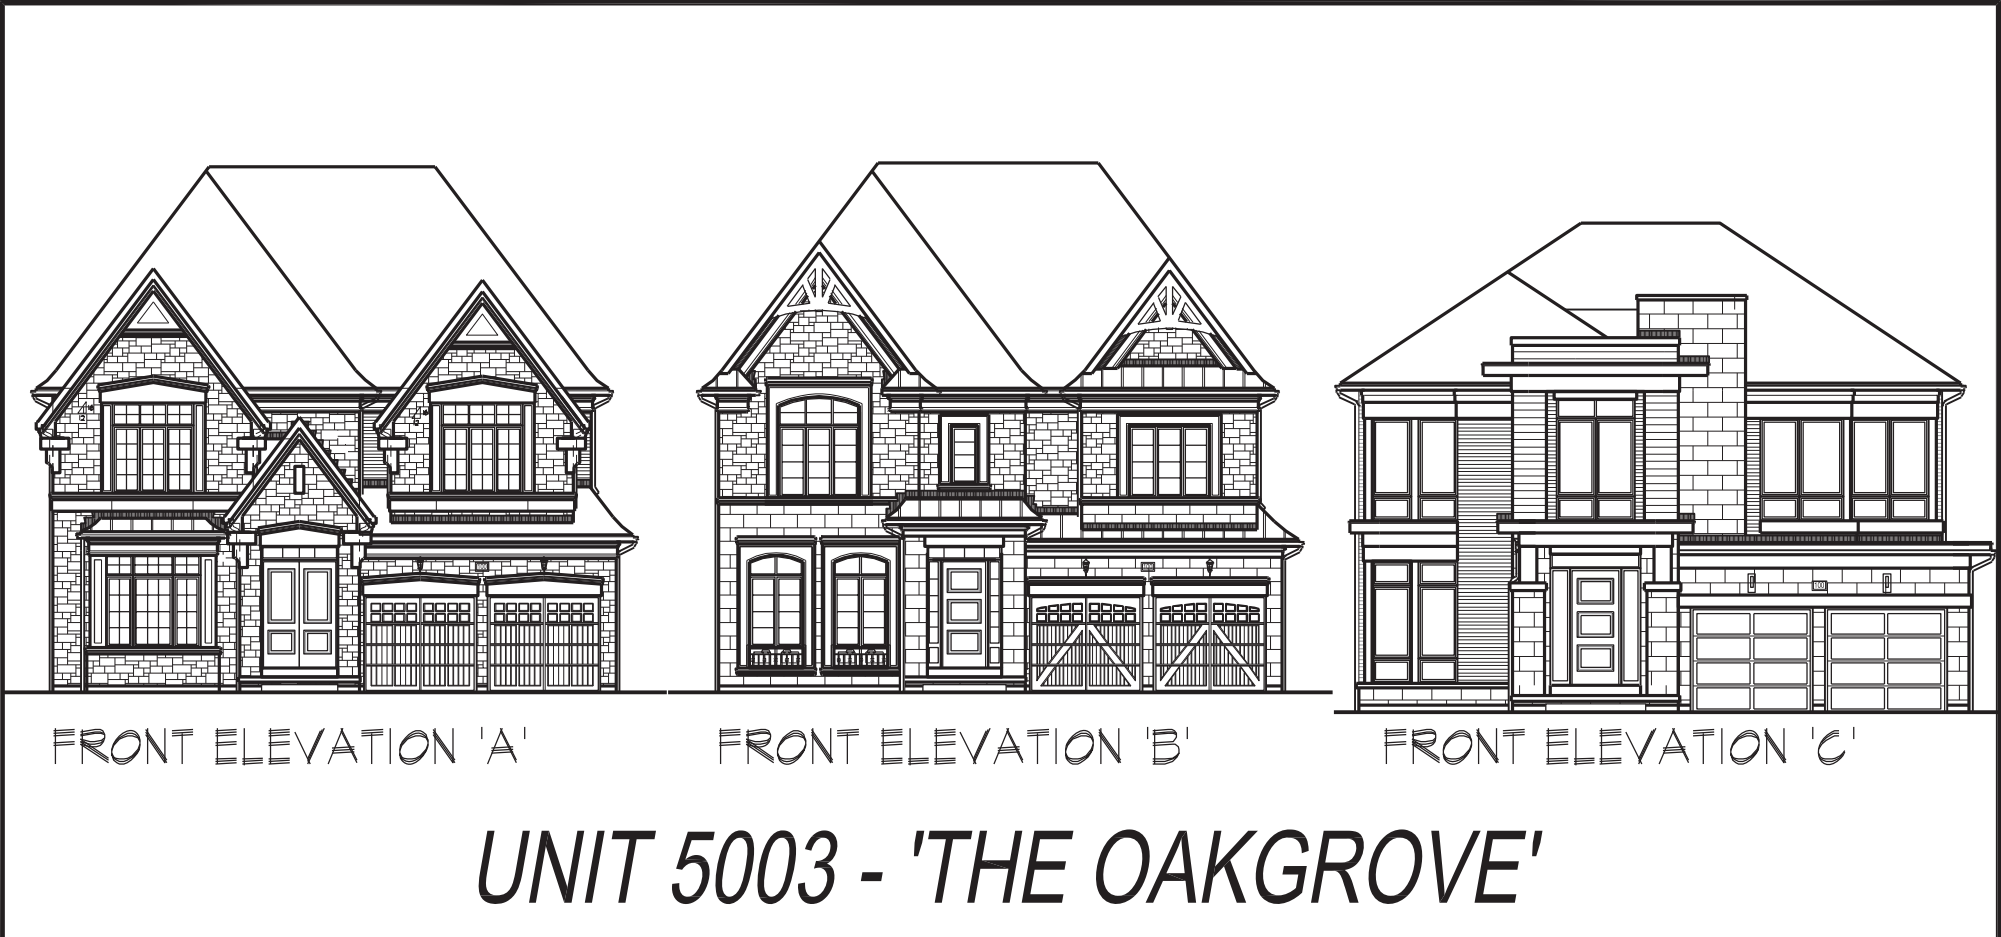 FRONT ELEVATION 'A'
FRONT ELEVATION 'B'
FRONT ELEVATION 'C'
UNIT 5003 - 'THE OAKGROVE'